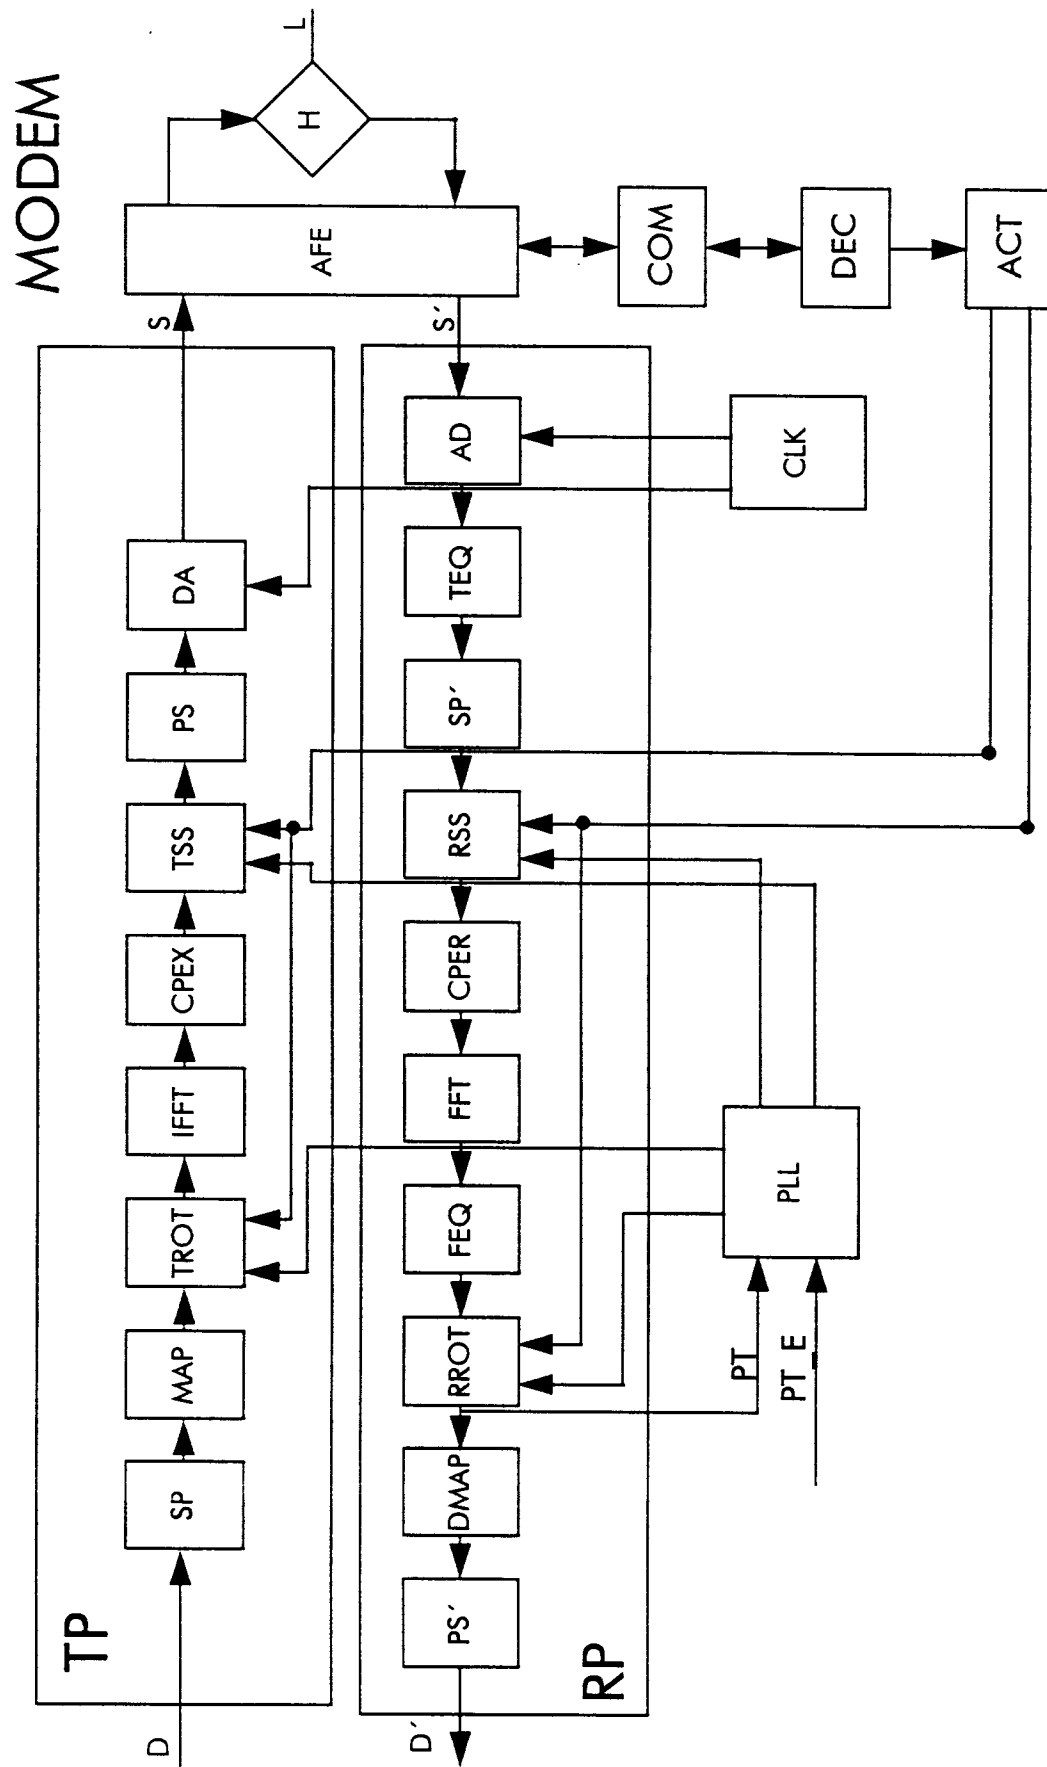 MODEM
TP
D
SP
MAP
TROT
IFFT
CPEX
TSS
PS
DA
S
AFE
H
L
RP
D´
PS´
DMAP
RROT
FEQ
FFT
CPER
RSS
SP´
TEQ
AD
S´
PT
PT_E
PLL
CLK
COM
DEC
ACT